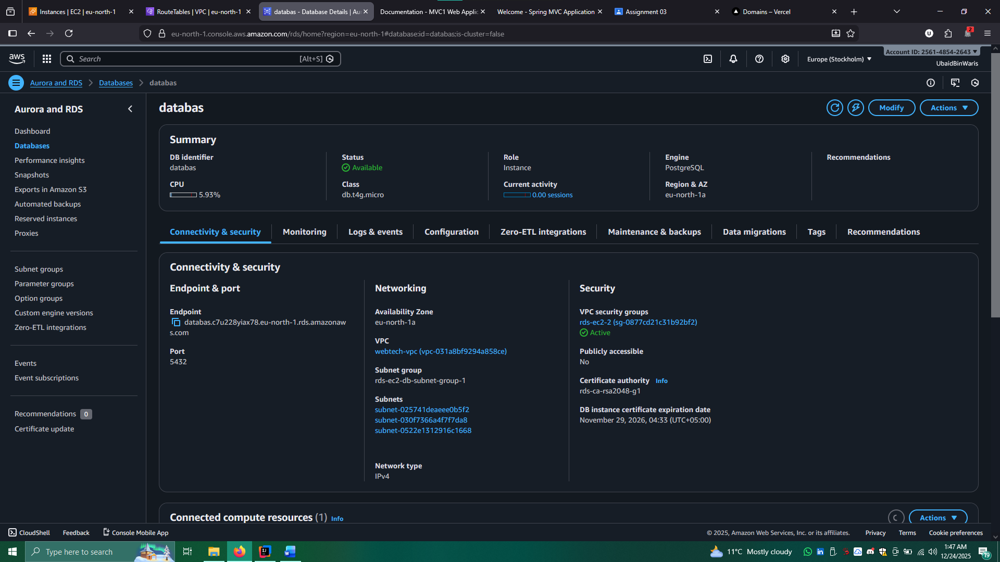 Instances | EC2 | eu-north-1
RouteTables | VPC | eu-north-1
databas - Database Details | Au
Documentation - MVC1 Web Applic
Welcome - Spring MVC Application
Assignment 03
Domains – Vercel
eu-north-1.console.aws.amazon.com/rds/home?region=eu-north-1#database:id=databas;is-cluster=false
U
2
aws
Search
[Alt+S]
Europe (Stockholm)
Account ID: 2561-4854-2643
UbaidBinWaris
Aurora and RDS
Databases
databas
Aurora and RDS
Dashboard
Databases
Performance insights
Snapshots
Exports in Amazon S3
Automated backups
Reserved instances
Proxies
Subnet groups
Parameter groups
Option groups
Custom engine versions
Zero-ETL integrations
Events
Event subscriptions
Recommendations 0
Certificate update
databas
Modify
Actions
Summary
DB identifier
databas
Status
Available
Role
Instance
Engine
PostgreSQL
Recommendations
CPU
5.93%
Class
db.t4g.micro
Current activity
0.00 sessions
Region & AZ
eu-north-1a
Connectivity & security
Monitoring
Logs & events
Configuration
Zero-ETL integrations
Maintenance & backups
Data migrations
Tags
Recommendations
Connectivity & security
Endpoint & port
Endpoint
databas.c7u228yiax78.eu-north-1.rds.amazonaw
s.com
Port
5432
Networking
Availability Zone
eu-north-1a
VPC
webtech-vpc (vpc-031a8bf9294a858ce)
Subnet group
rds-ec2-db-subnet-group-1
Subnets
subnet-025741deaeee0b5f2
subnet-030f7366a4f7f7da8
subnet-0522e1312916c1668
Network type
IPv4
Security
VPC security groups
rds-ec2-2 (sg-0877cd21c31b92bf2)
Active
Publicly accessible
No
Certificate authority Info
rds-ca-rsa2048-g1
DB instance certificate expiration date
November 29, 2026, 04:33 (UTC+05:00)
Connected compute resources (1) Info
Actions
CloudShell
Feedback
Console Mobile App
© 2025, Amazon Web Services, Inc. or its affiliates.
Privacy
Terms
Cookie preferences
Type here to search
11°C Mostly cloudy
1:47 AM
12/24/2025
19